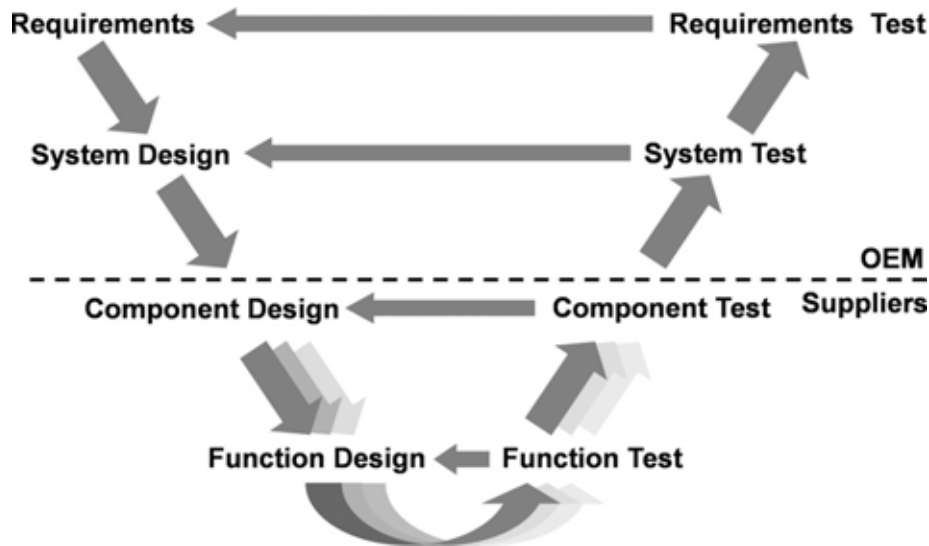 Requirements
Requirements Test
System Design
System Test
OEM
Component Design
Component Test
Suppliers
Function Design
Function Test